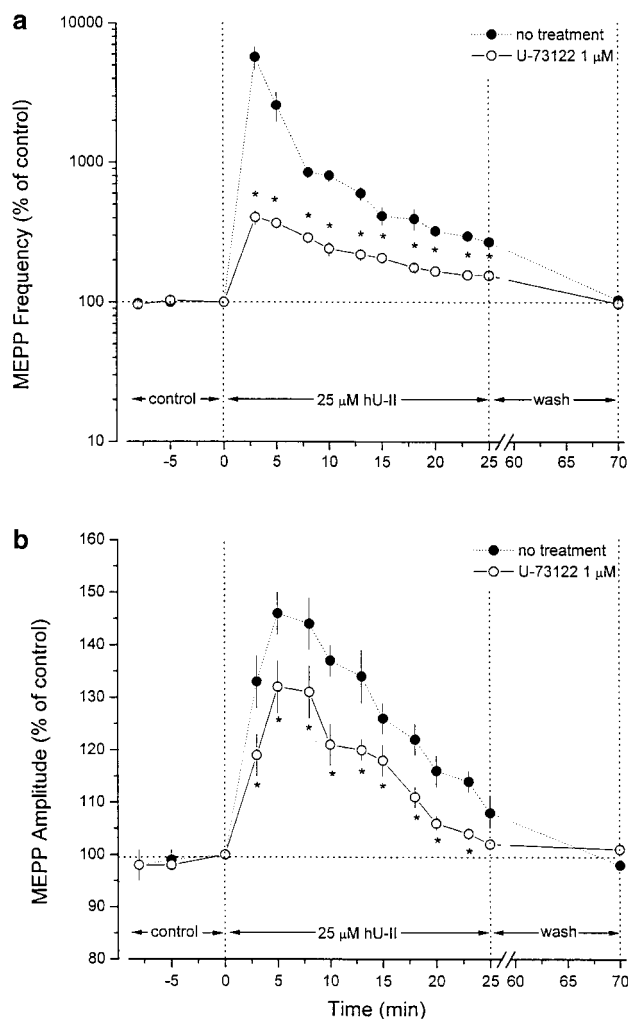 a
10000
no treatment
U-73122 1 µM
MEPP Frequency (% of control)
1000
* * * * * * * * * *
100
control
25 µM hU-II
wash
10
-5 0 5 10 15 20 25 60 65 70
b
160
no treatment
U-73122 1 µM
150
MEPP Amplitude (% of control)
140
130
120
110
* * * * * * * * *
100
90
control
25 µM hU-II
wash
85
80
-5 0 5 10 15 20 25 60 65 70
Time (min)